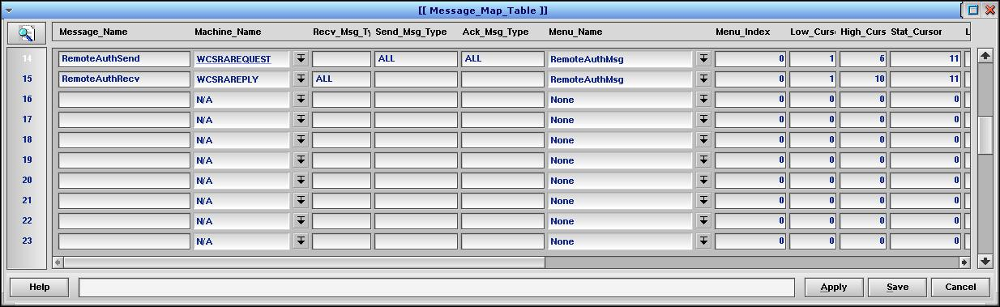 [[ Message_Map_Table ]]
Message_Name Machine_Name Recv_Msg_Ty Send_Msg_Type Ack_Msg_Type Menu_Name Menu_Index Low_Curs High_Curs Stat_Cursor L
14 RemoteAuthSend WCSRAREQUEST ALL ALL RemoteAuthMsg 0 1 6 11
15 RemoteAuthRecv WCSRAREPLY ALL RemoteAuthMsg 0 1 10 11
16 N/A None 0 0 0 0
17 N/A None 0 0 0 0
18 N/A None 0 0 0 0
19 N/A None 0 0 0 0
20 N/A None 0 0 0 0
21 N/A None 0 0 0 0
22 N/A None 0 0 0 0
23 N/A None 0 0 0 0
Help Apply Save Cancel